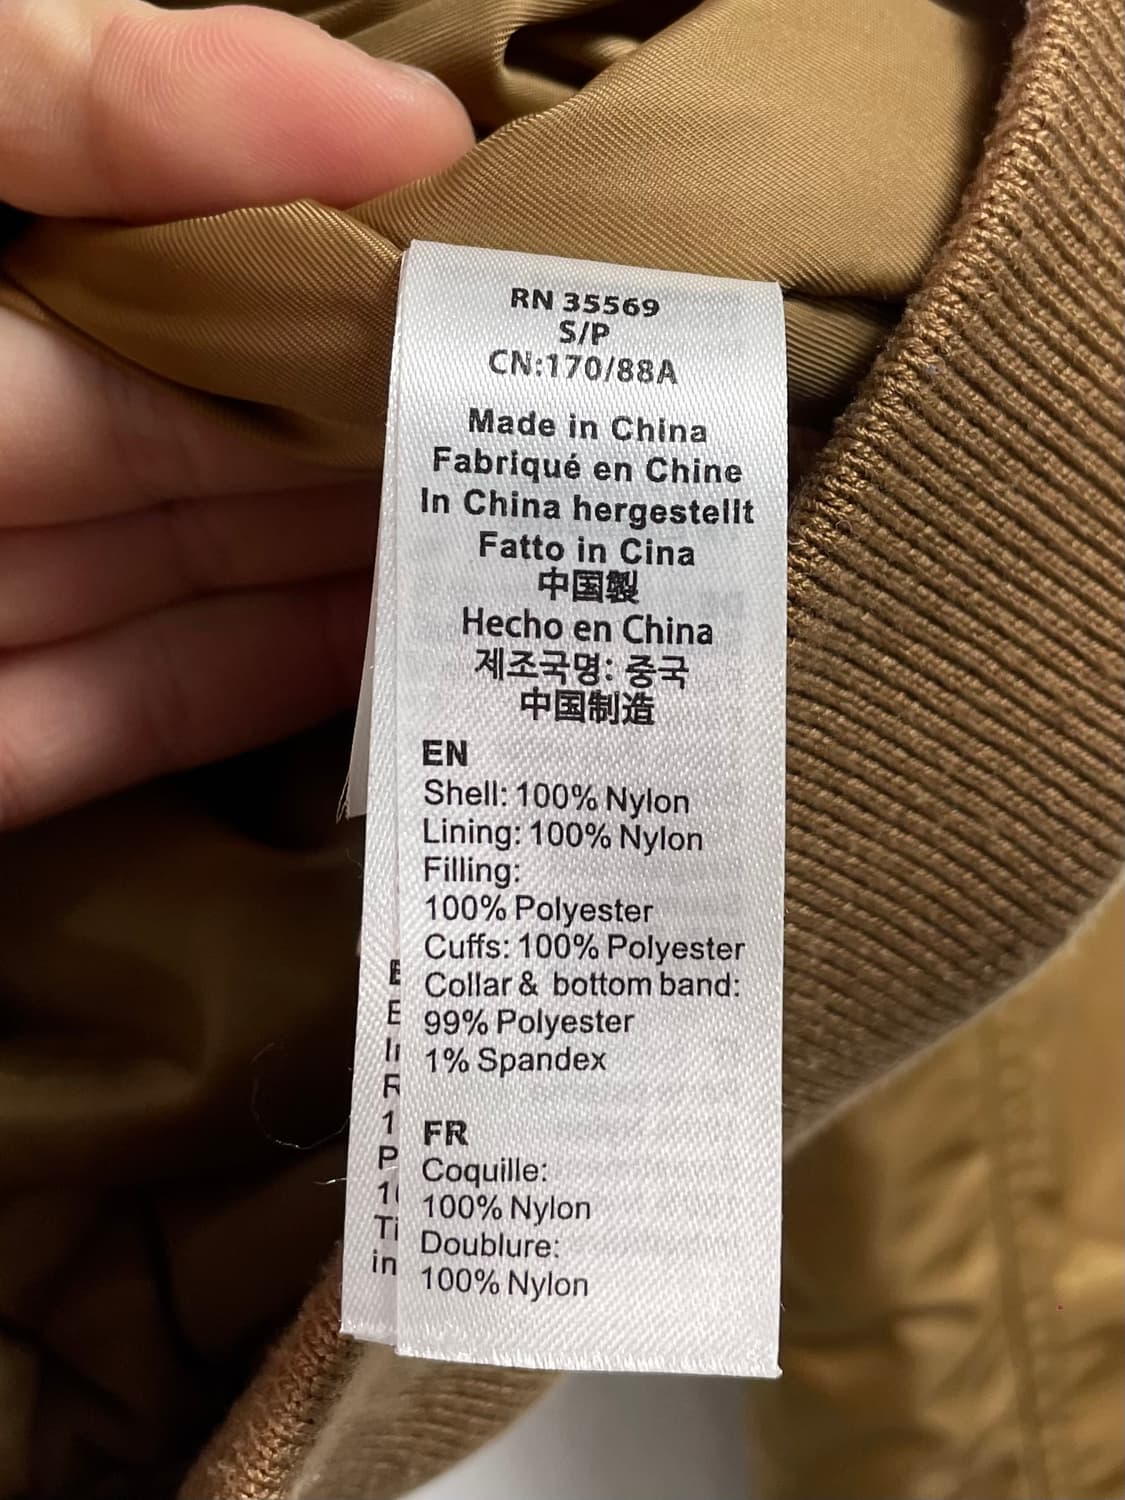 RN 35569
S/P
CN:170/88A
Made in China
Fabriqué en Chine
In China hergestellt
Fatto in Cina
中国製
Hecho en China
제조국명: 중국
中国制造
EN
Shell: 100% Nylon
Lining: 100% Nylon
Filling:
100% Polyester
Cuffs: 100% Polyester
Collar & bottom band:
99% Polyester
1% Spandex
FR
Coquille:
100% Nylon
Doublure:
100% Nylon